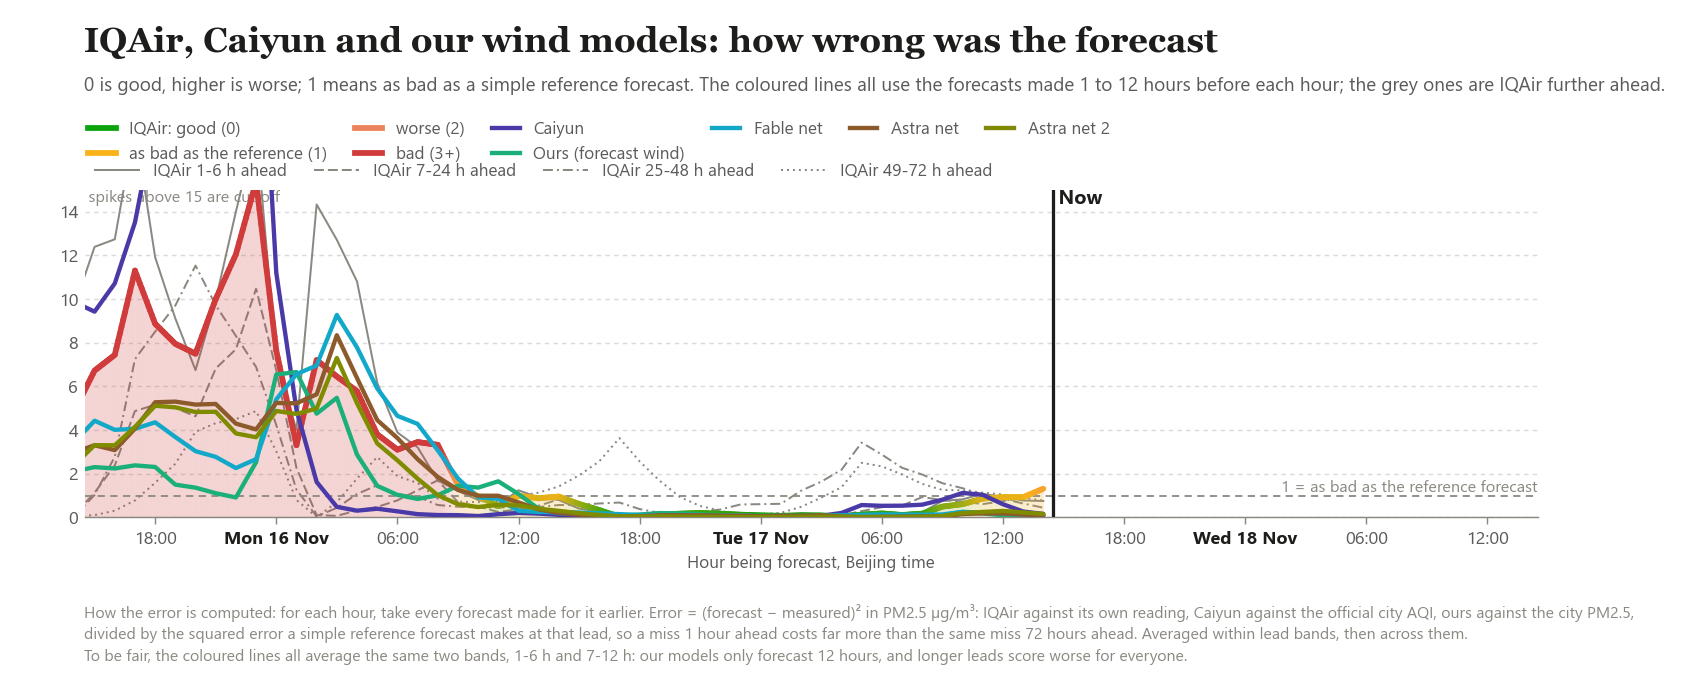 IQAir, Caiyun and our wind models: how wrong was the forecast
0 is good, higher is worse; 1 means as bad as a simple reference forecast. The coloured lines all use the forecasts made 1 to 12 hours before each hour; the grey ones are IQAir further ahead.
IQAir: good (0) worse (2) Caiyun Fable net Astra net Astra net 2
as bad as the reference (1) bad (3+) Ours (forecast wind)
IQAir 1-6 h ahead IQAir 7-24 h ahead IQAir 25-48 h ahead IQAir 49-72 h ahead
spikes above 15 are cut off
Now
14
12
10
8
6
4
2
1 = as bad as the reference forecast
0
18:00 Mon 16 Nov 06:00 12:00 18:00 Tue 17 Nov 06:00 12:00 18:00 Wed 18 Nov 06:00 12:00
Hour being forecast, Beijing time
How the error is computed: for each hour, take every forecast made for it earlier. Error = (forecast − measured)² in PM2.5 µg/m³: IQAir against its own reading, Caiyun against the official city AQI, ours against the city PM2.5,
divided by the squared error a simple reference forecast makes at that lead, so a miss 1 hour ahead costs far more than the same miss 72 hours ahead. Averaged within lead bands, then across them.
To be fair, the coloured lines all average the same two bands, 1-6 h and 7-12 h: our models only forecast 12 hours, and longer leads score worse for everyone.